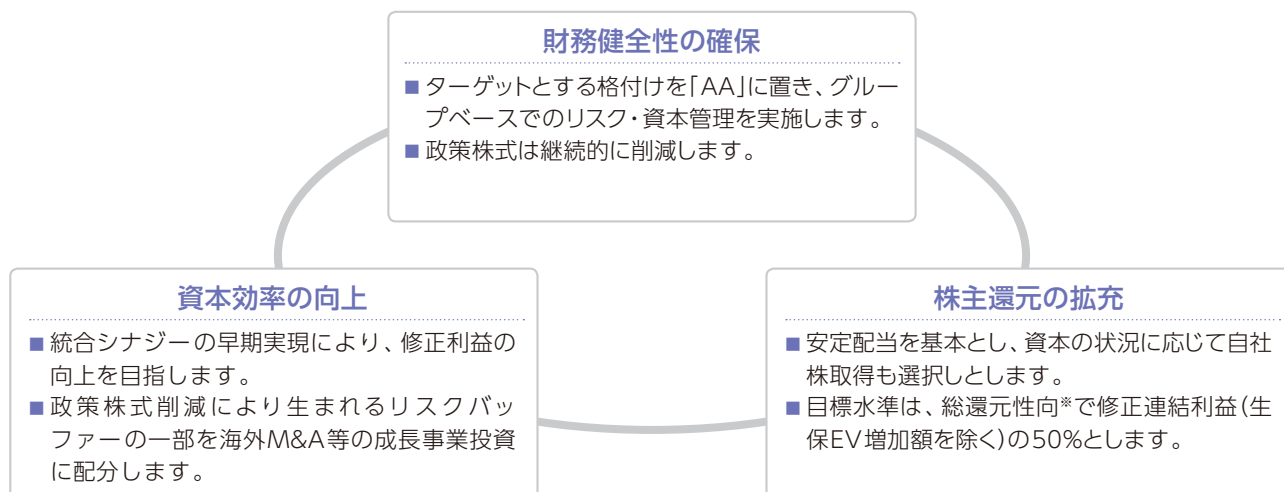 財務健全性の確保
■ ターゲットとする格付けを「AA」に置き、グルー
プベースでのリスク・資本管理を実施します。
■ 政策株式は継続的に削減します。
資本効率の向上
■ 統合シナジーの早期実現により、修正利益の
向上を目指します。
■ 政策株式削減により生まれるリスクバッ
ファーの一部を海外M&A等の成長事業投資
に配分します。
株主還元の拡充
■ 安定配当を基本とし、資本の状況に応じて自社
株取得も選択しとします。
■ 目標水準は、総還元性向※で修正連結利益(生
保EV増加額を除く)の50%とします。